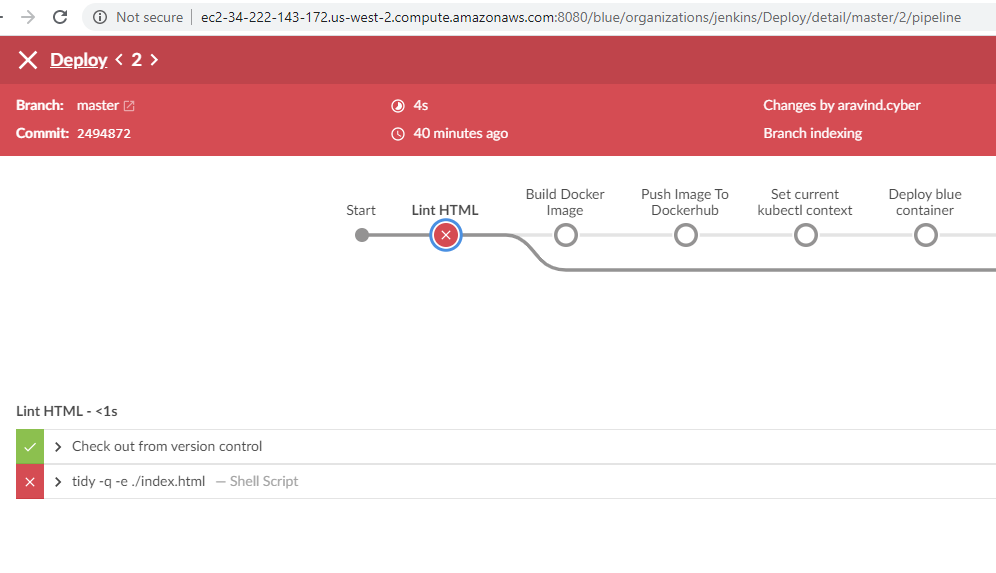 Not secure | ec2-34-222-143-172.us-west-2.compute.amazonaws.com:8080/blue/organizations/jenkins/Deploy/detail/master/2/pipeline
Deploy < 2 >
Branch: master 4s Changes by aravind.cyber
Commit: 2494872 40 minutes ago Branch indexing
Start
Lint HTML
Build Docker
Image
Push Image To
Dockerhub
Set current
kubectl context
Deploy blue
container
Lint HTML - <1s
Check out from version control
tidy -q -e ./index.html — Shell Script